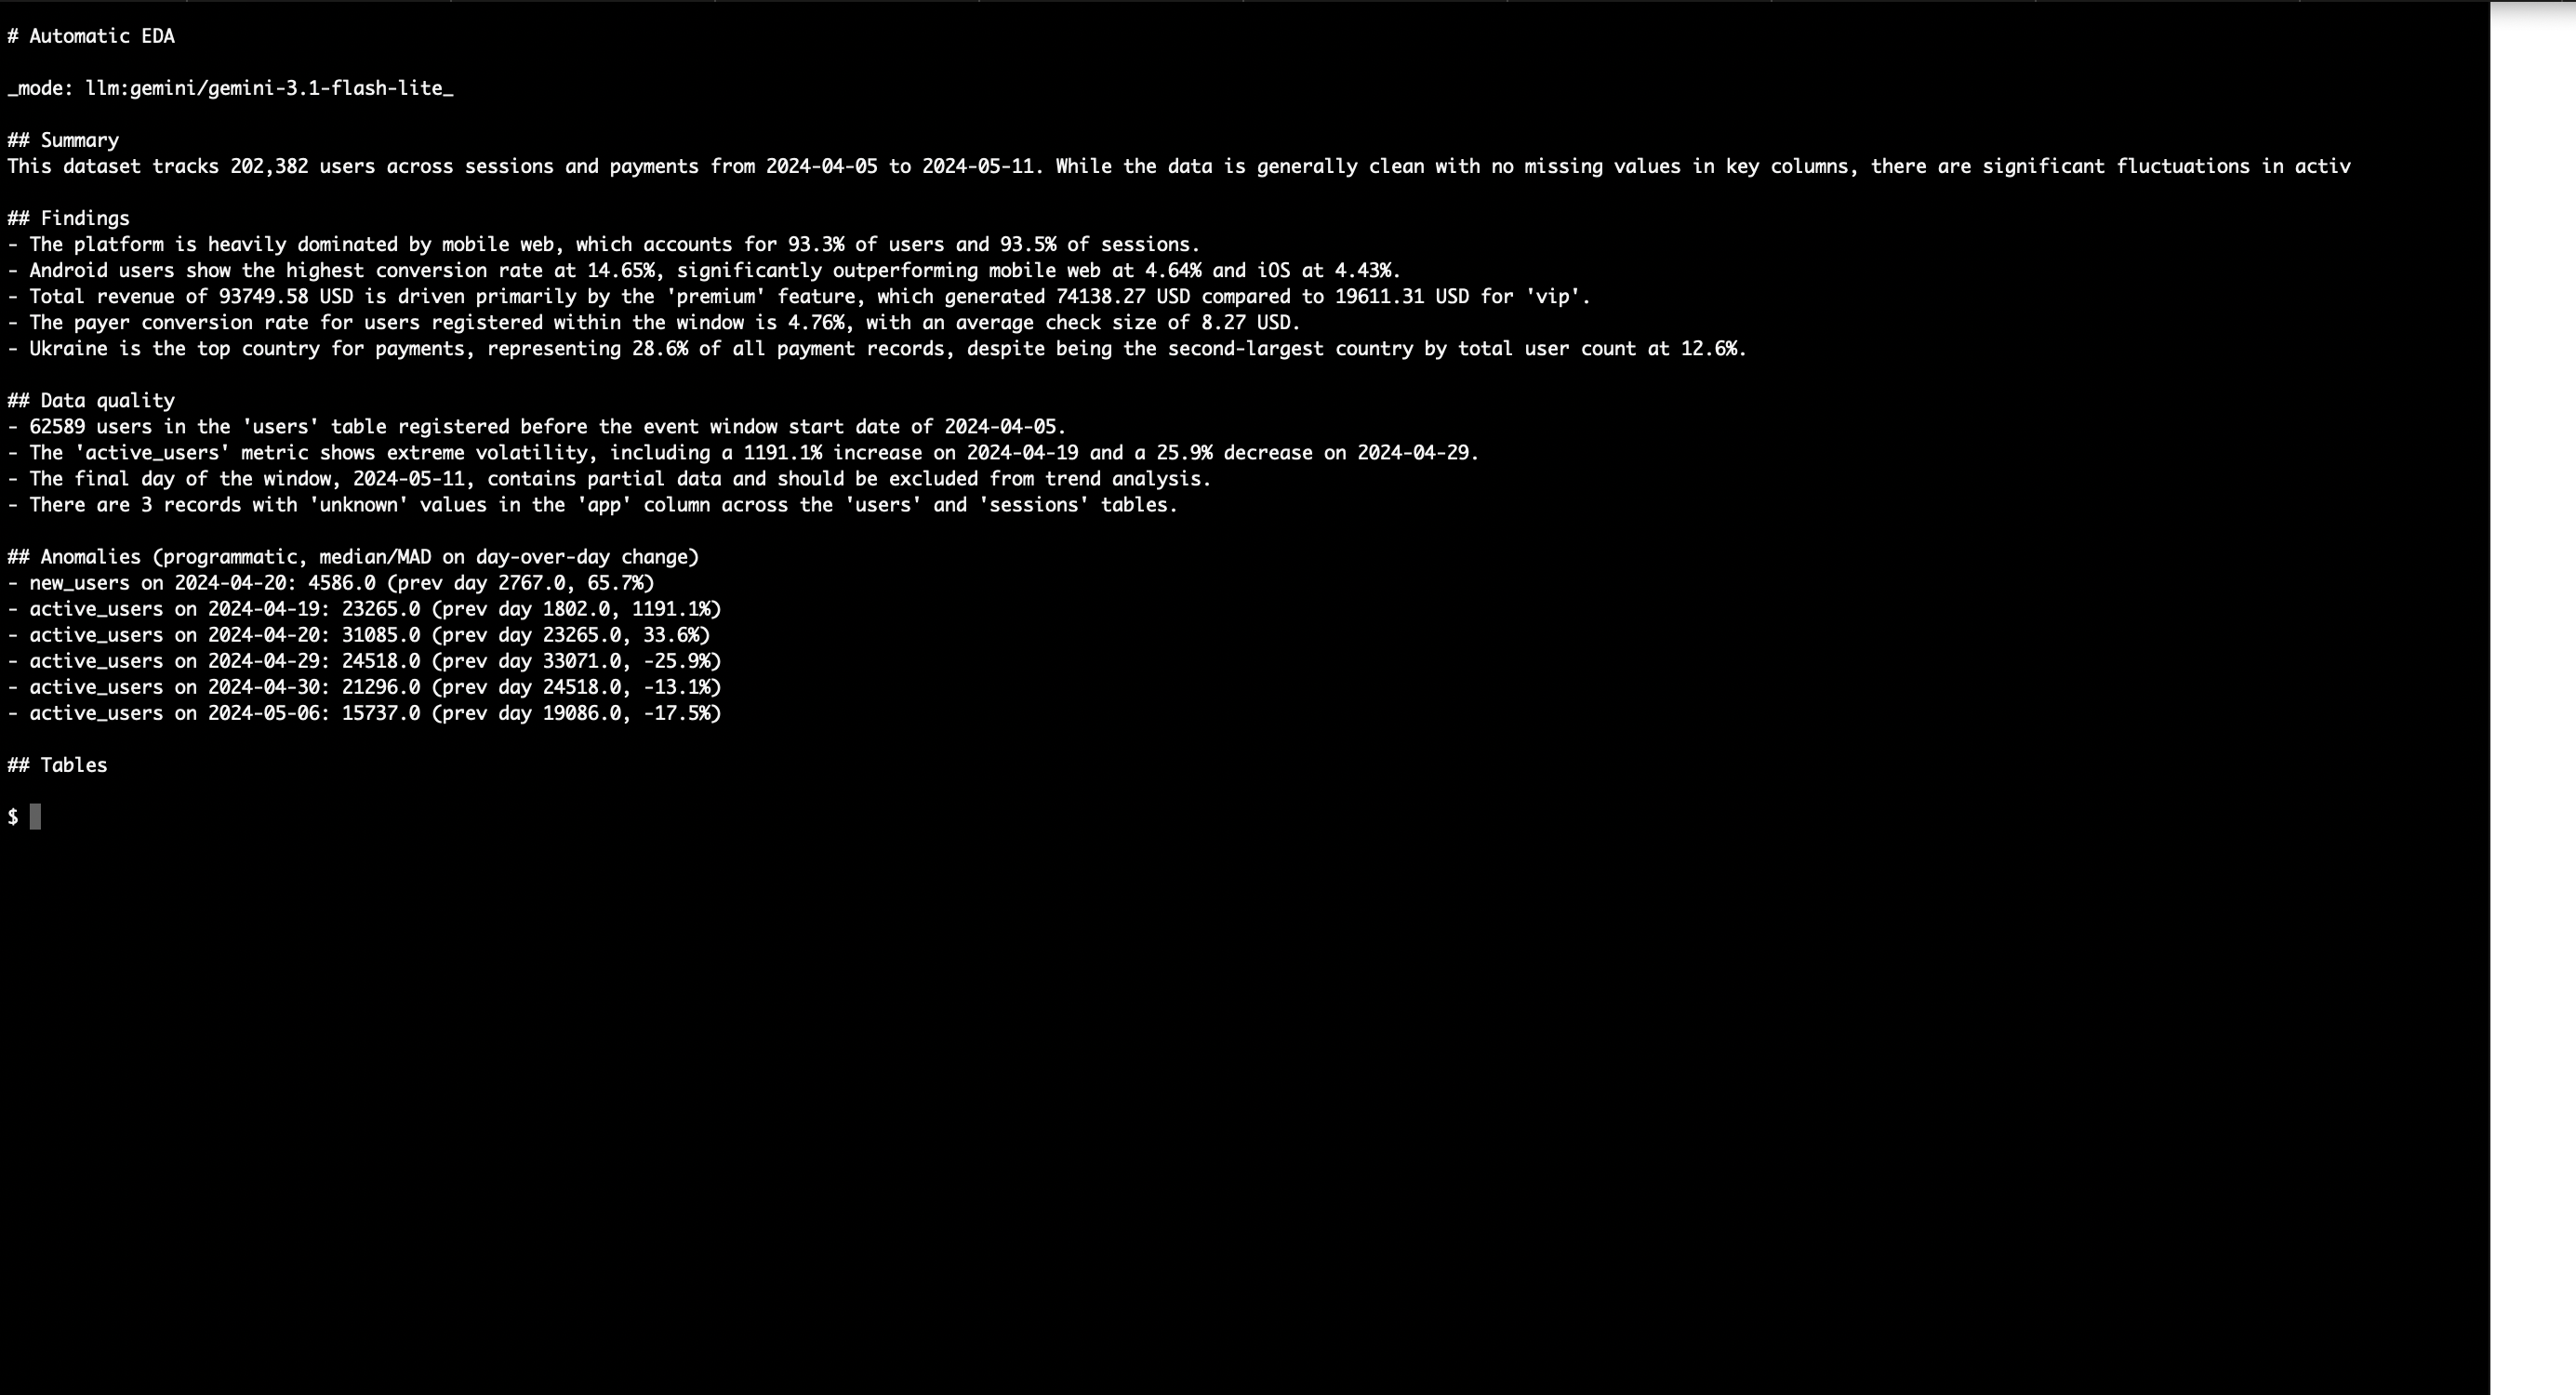 # Automatic EDA
_mode: llm:gemini/gemini-3.1-flash-lite_
## Summary
This dataset tracks 202,382 users across sessions and payments from 2024-04-05 to 2024-05-11. While the data is generally clean with no missing values in key columns, there are significant fluctuations in activ
## Findings
- The platform is heavily dominated by mobile web, which accounts for 93.3% of users and 93.5% of sessions.
- Android users show the highest conversion rate at 14.65%, significantly outperforming mobile web at 4.64% and iOS at 4.43%.
- Total revenue of 93749.58 USD is driven primarily by the 'premium' feature, which generated 74138.27 USD compared to 19611.31 USD for 'vip'.
- The payer conversion rate for users registered within the window is 4.76%, with an average check size of 8.27 USD.
- Ukraine is the top country for payments, representing 28.6% of all payment records, despite being the second-largest country by total user count at 12.6%.
## Data quality
- 62589 users in the 'users' table registered before the event window start date of 2024-04-05.
- The 'active_users' metric shows extreme volatility, including a 1191.1% increase on 2024-04-19 and a 25.9% decrease on 2024-04-29.
- The final day of the window, 2024-05-11, contains partial data and should be excluded from trend analysis.
- There are 3 records with 'unknown' values in the 'app' column across the 'users' and 'sessions' tables.
## Anomalies (programmatic, median/MAD on day-over-day change)
- new_users on 2024-04-20: 4586.0 (prev day 2767.0, 65.7%)
- active_users on 2024-04-19: 23265.0 (prev day 1802.0, 1191.1%)
- active_users on 2024-04-20: 31085.0 (prev day 23265.0, 33.6%)
- active_users on 2024-04-29: 24518.0 (prev day 33071.0, -25.9%)
- active_users on 2024-04-30: 21296.0 (prev day 24518.0, -13.1%)
- active_users on 2024-05-06: 15737.0 (prev day 19086.0, -17.5%)
## Tables
$